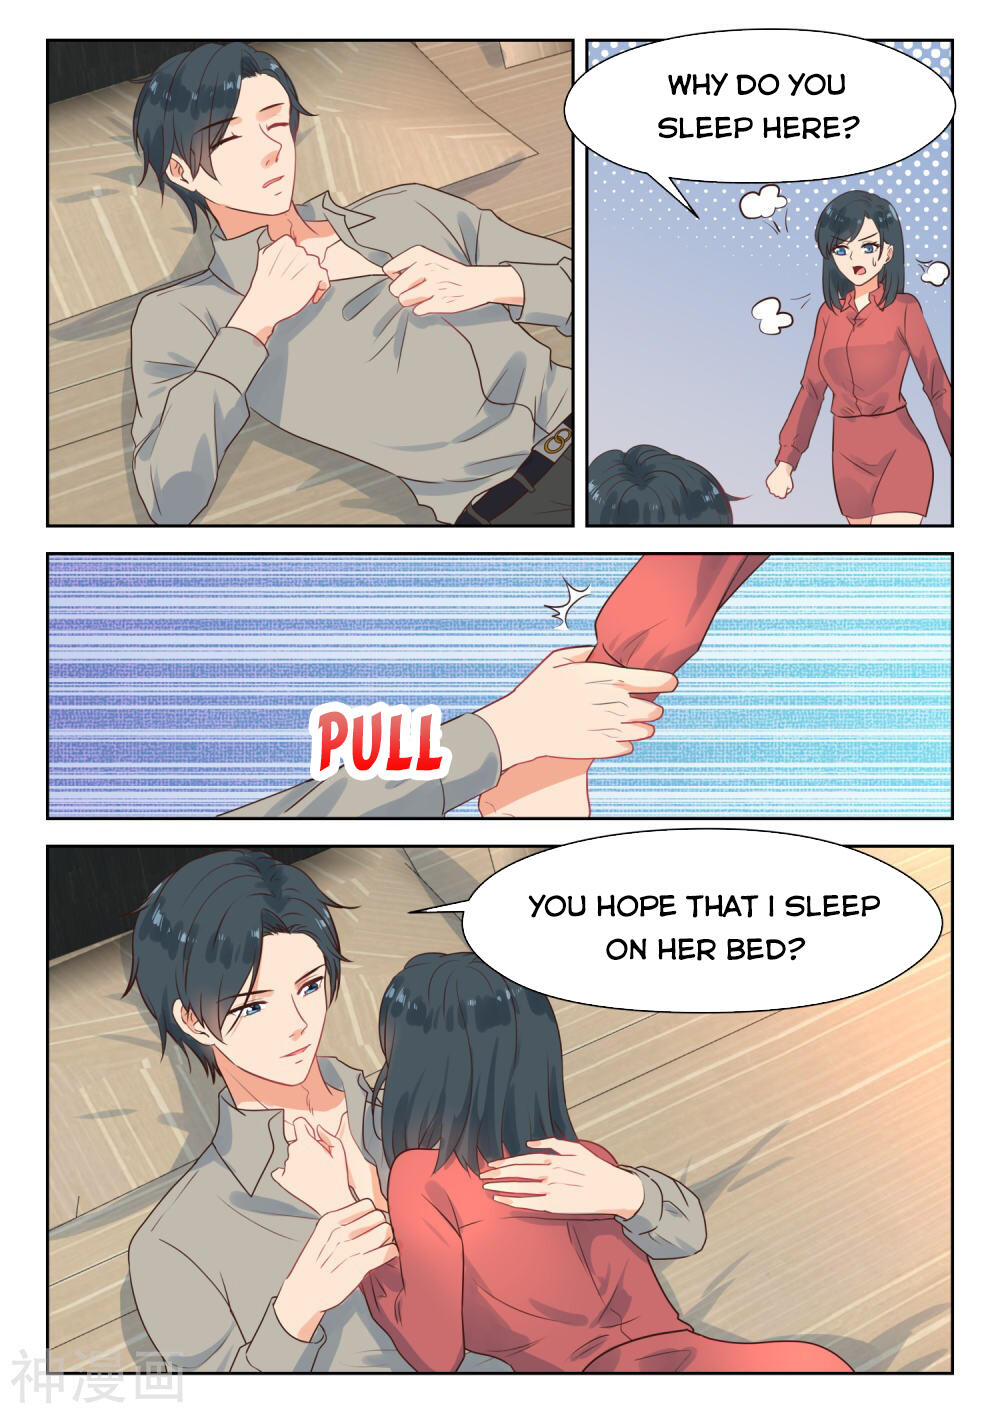 WHY DO YOU
SLEEP HERE?
PULL
YOU HOPE THAT I SLEEP
ON HER BED?
神漫画